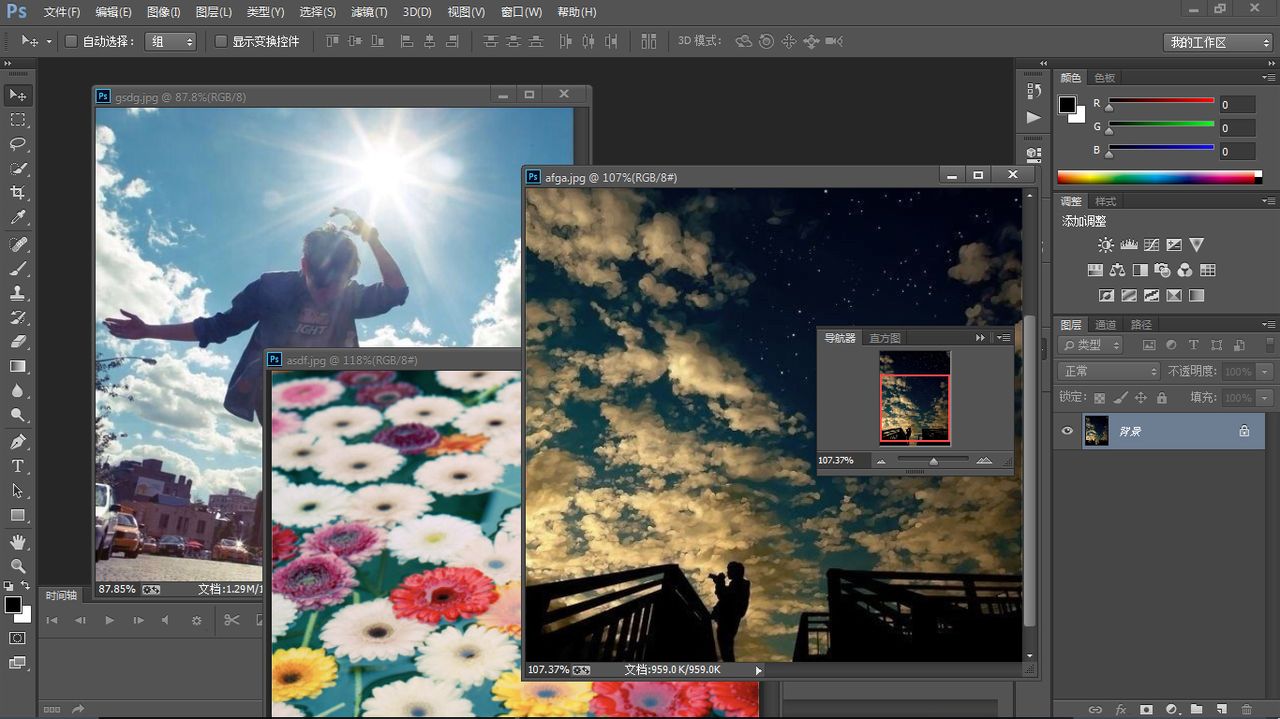 Ps 文件(F) 编辑(E) 图像(I) 图层(L) 类型(Y) 选择(S) 滤镜(T) 3D(D) 视图(V) 窗口(W) 帮助(H)
自动选择： 组 显示变换控件 3D 模式： 我的工作区
Ps gsdg.jpg @ 87.8%(RGB/8)
LIGHT
87.85% 文档:1.29M/1
Ps asdf.jpg @ 118%(RGB/8#)
Ps afga.jpg @ 107%(RGB/8#)
107.37% 文档:959.0K/959.0K
导航器 直方图
107.37%
时间轴
颜色 色板
R 0
G 0
B 0
调整 样式
添加调整
图层 通道 路径
类型
正常 不透明度: 100%
锁定: 填充: 100%
背景
fx